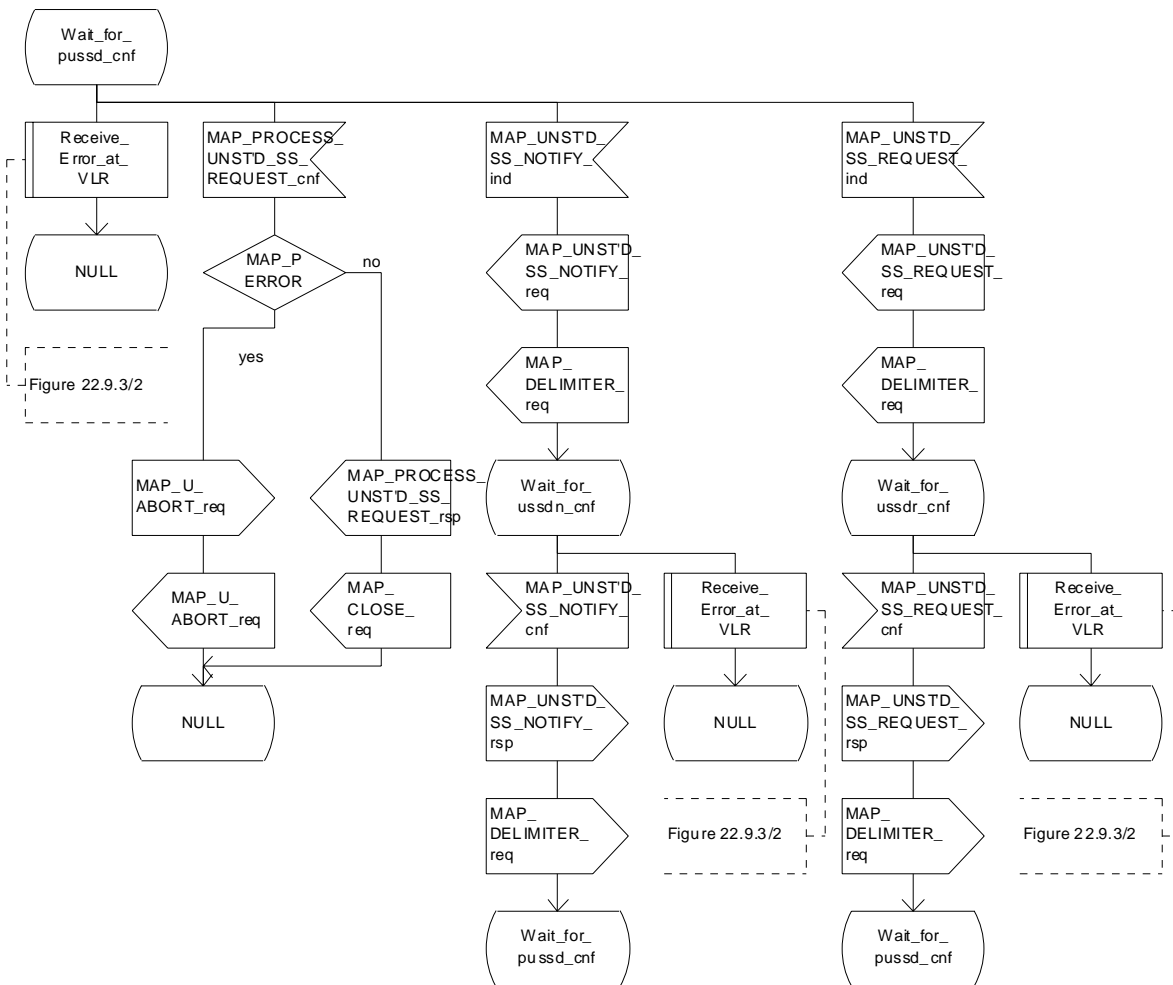 Wait_for_
pussd_cnf
Receive_
Error_at_
VLR
MAP_PROCESS_
UNST'D_SS_
REQUEST_cnf
MAP_UNST'D_
SS_NOTIFY_
ind
MAP_UNST'D_
SS_REQUEST_
ind
NULL
MAP_P
ERROR
no
yes
MAP_UNST'D_
SS_NOTIFY_
req
MAP_UNST'D_
SS_REQUEST_
req
Figure 22.9.3/2
MAP_
DELIMITER_
req
MAP_
DELIMITER_
req
MAP_U_
ABORT_req
MAP_PROCESS_
UNST'D_SS_
REQUEST_rsp
Wait_for_
ussdn_cnf
Wait_for_
ussdr_cnf
MAP_U_
ABORT_req
MAP_
CLOSE_
req
MAP_UNST'D_
SS_NOTIFY_
cnf
Receive_
Error_at_
VLR
MAP_UNST'D_
SS_REQUEST_
cnf
Receive_
Error_at_
VLR
NULL
MAP_UNST'D_
SS_NOTIFY_
rsp
NULL
MAP_UNST'D_
SS_REQUEST_
rsp
NULL
MAP_
DELIMITER_
req
Figure 22.9.3/2
MAP_
DELIMITER_
req
Figure 22.9.3/2
Wait_for_
pussd_cnf
Wait_for_
pussd_cnf